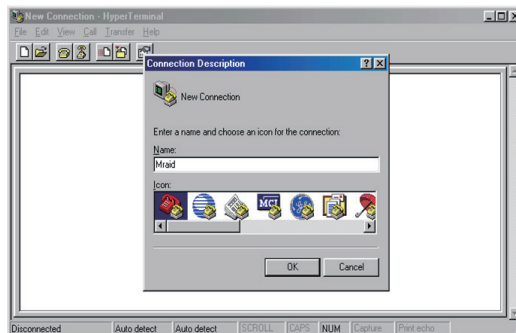 New Connection - HyperTerminal
File Edit View Call Transfer Help
Connection Description
New Connection
Enter a name and choose an icon for the connection:
Name:
Mraid
Icon:
MCI
OK Cancel
Disconnected Auto detect Auto detect SCROLL CAPS NUM Capture Print echo